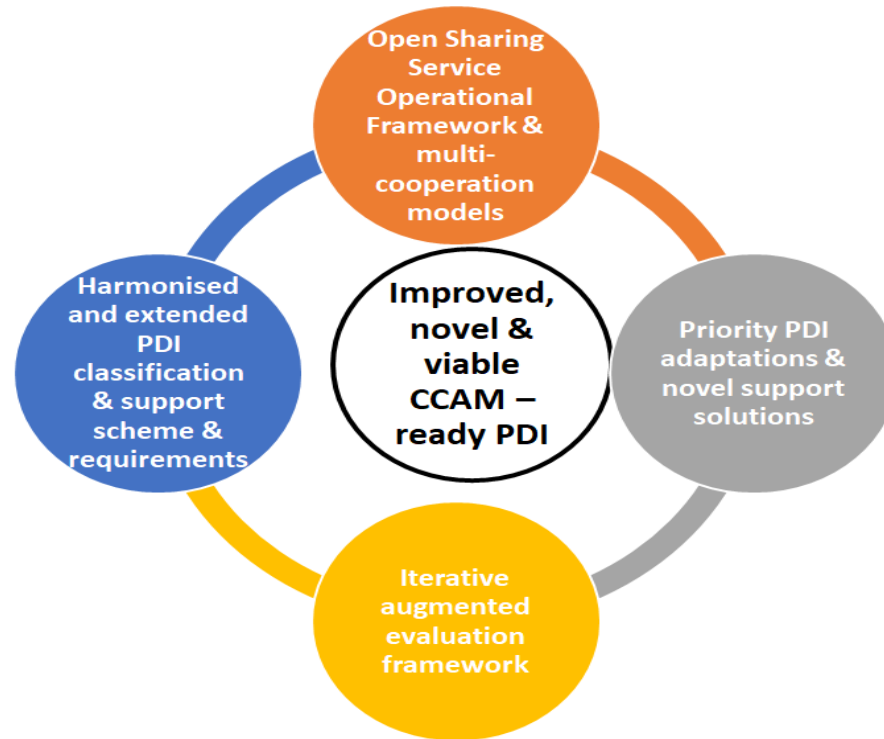 Open Sharing
Service
Operational
Framework &
multi-
cooperation
models
Harmonised
and extended
PDI
classification
& support
scheme &
requirements
Improved,
novel &
viable
CCAM –
ready PDI
Priority PDI
adaptations &
novel support
solutions
Iterative
augmented
evaluation
framework